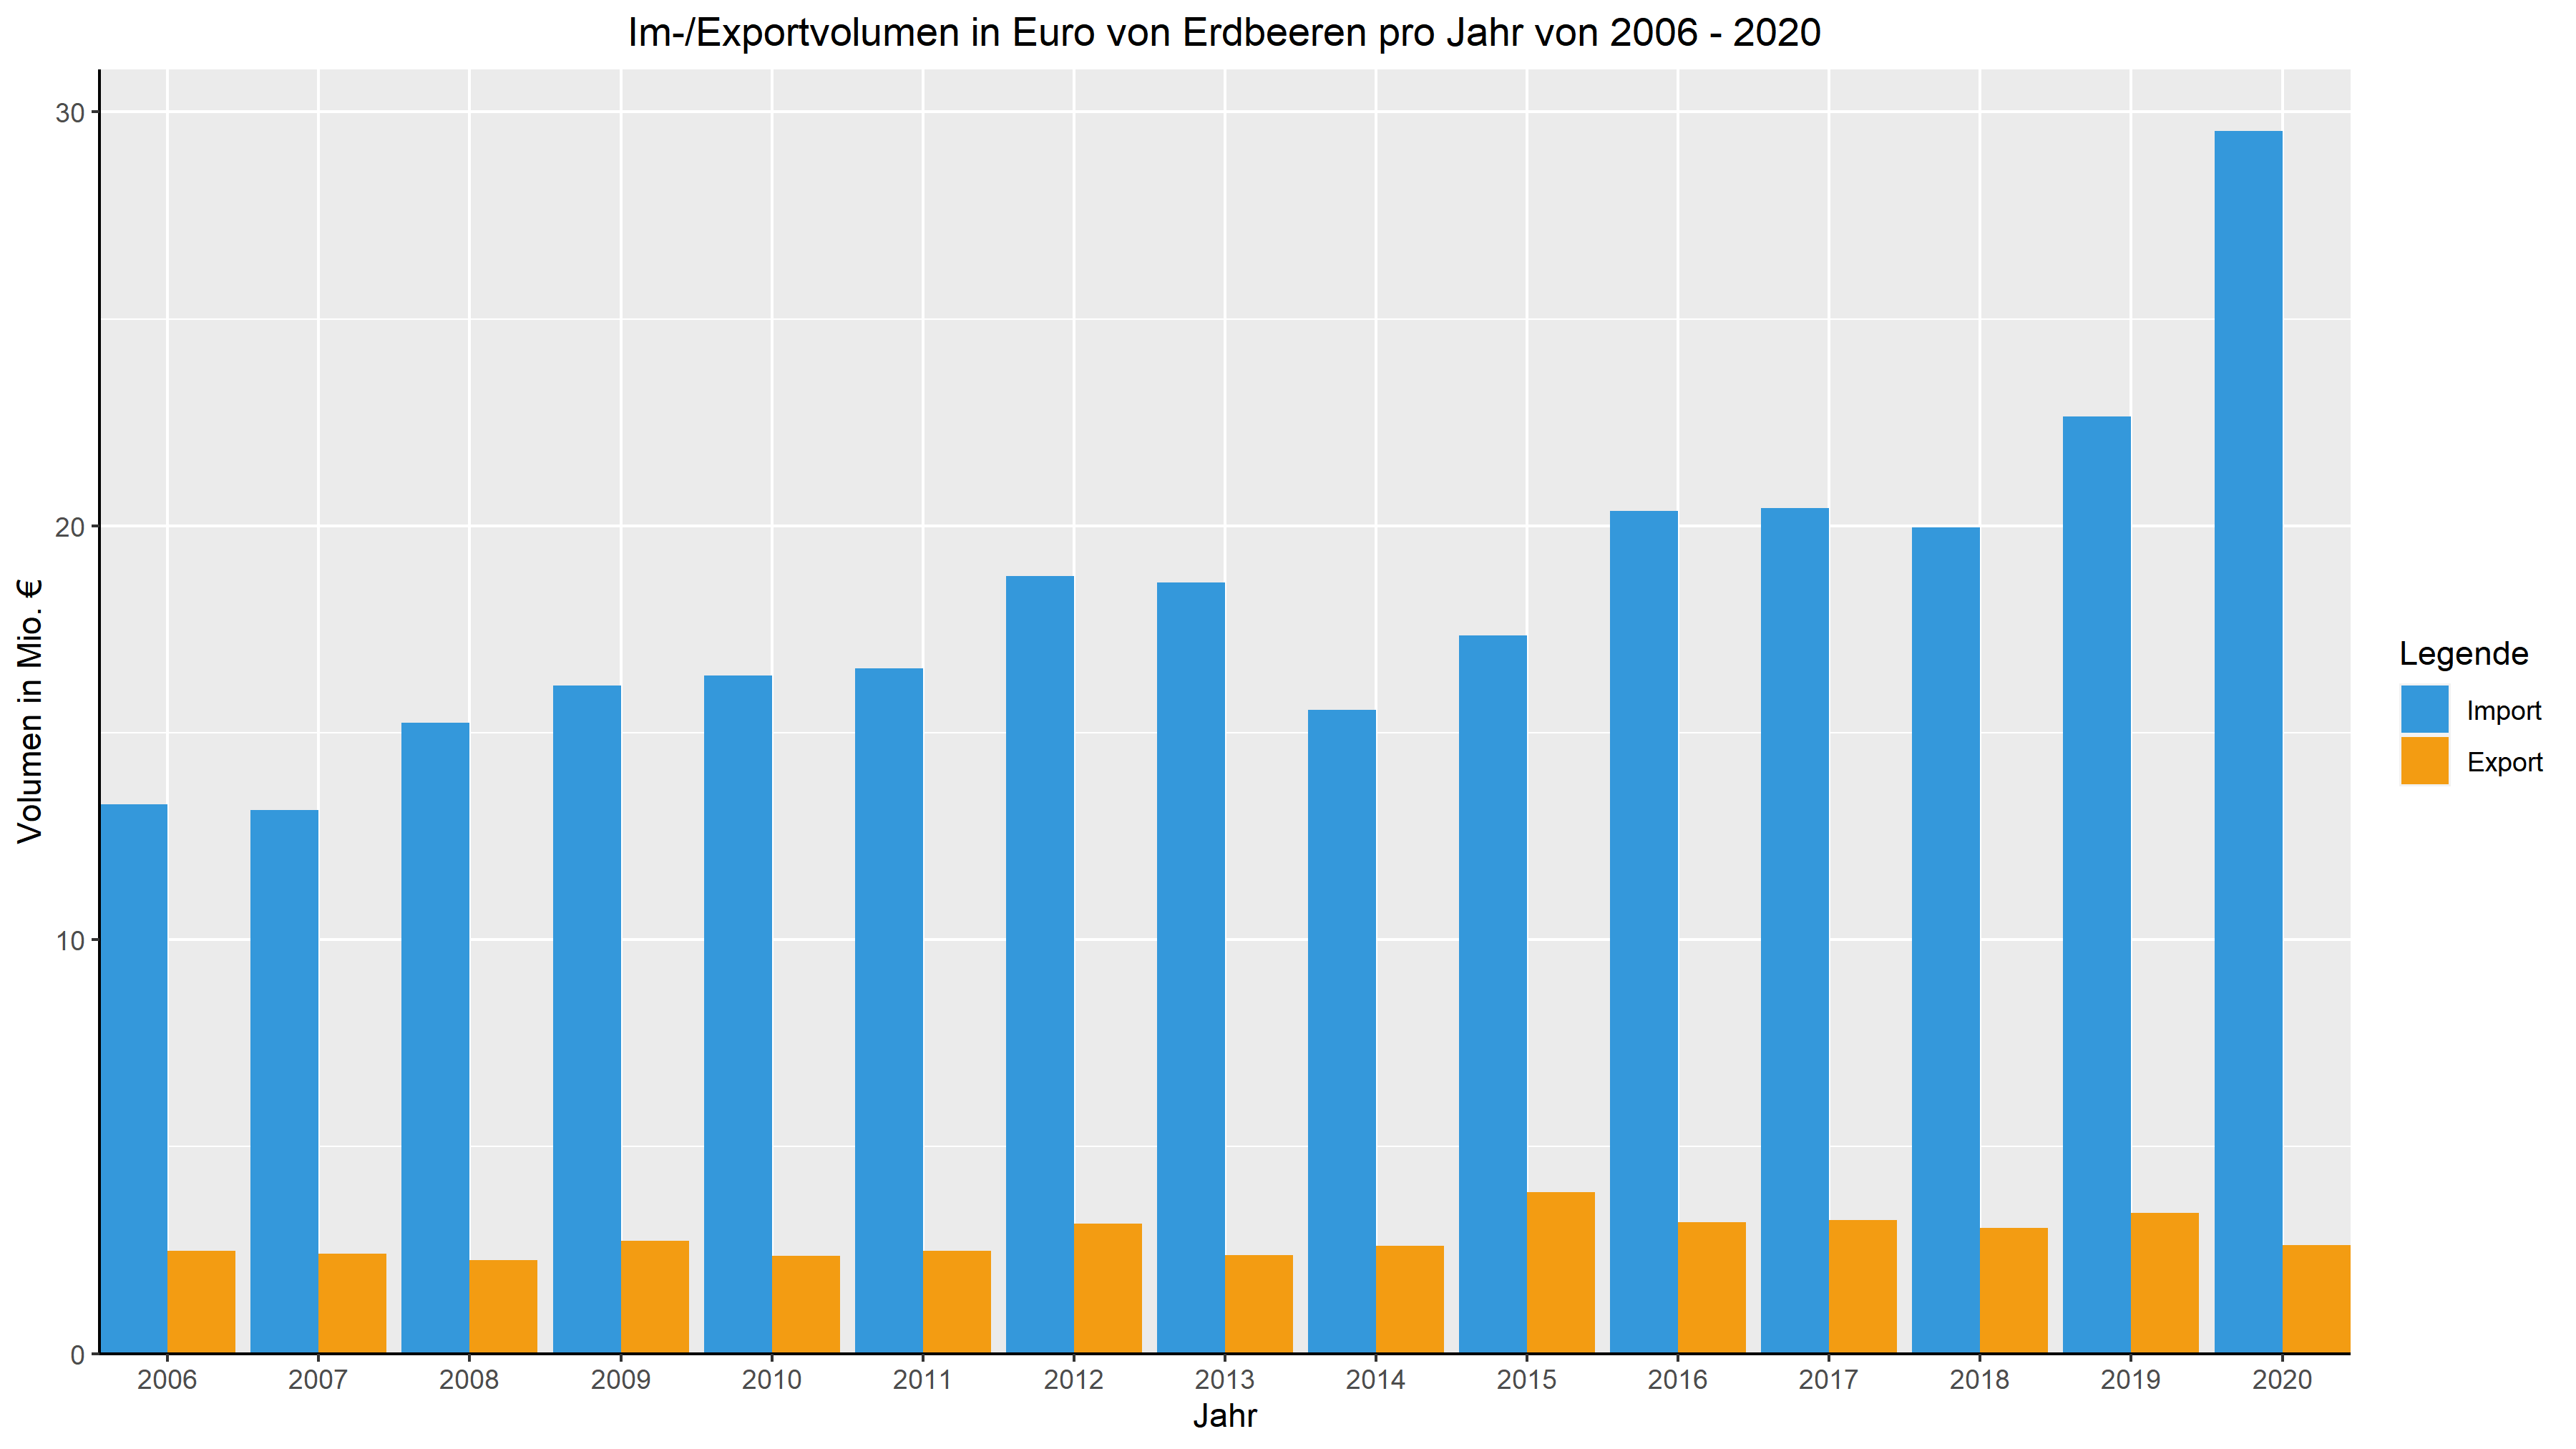 Im-/Exportvolumen in Euro von Erdbeeren pro Jahr von 2006 - 2020
Volumen in Mio. €
30
20
10
0
2006 2007 2008 2009 2010 2011 2012 2013 2014 2015 2016 2017 2018 2019 2020
Jahr
Legende
Import
Export